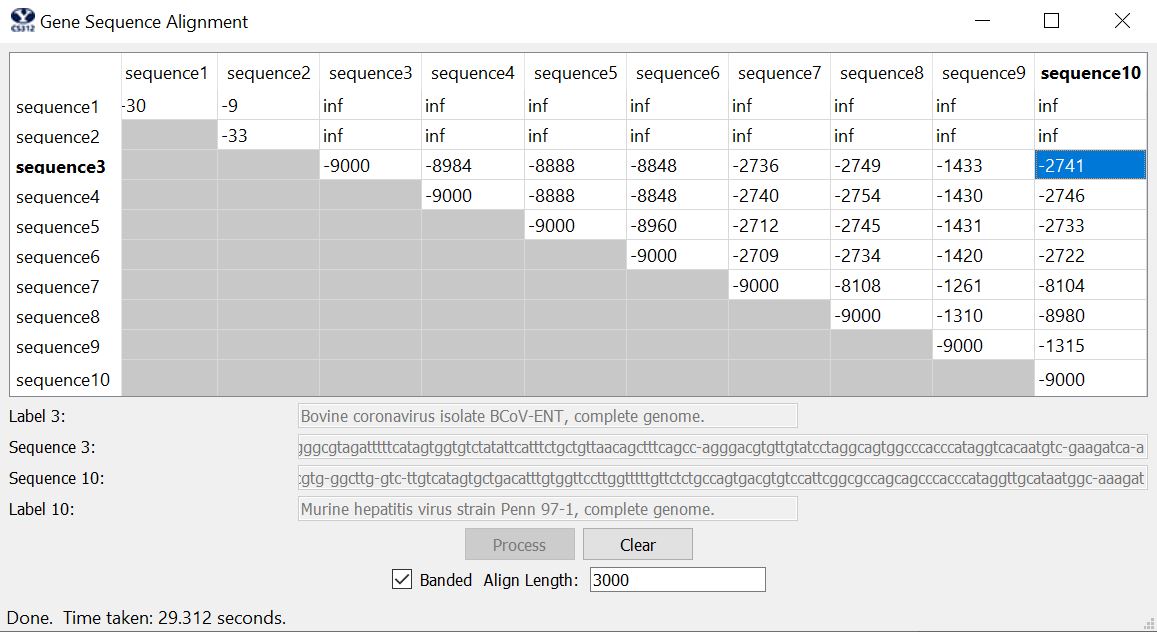 CS312 Gene Sequence Alignment
sequence1 sequence2 sequence3 sequence4 sequence5 sequence6 sequence7 sequence8 sequence9 sequence10
sequence1 -30 -9 inf inf inf inf inf inf inf inf
sequence2 -33 inf inf inf inf inf inf inf inf
sequence3 -9000 -8984 -8888 -8848 -2736 -2749 -1433 -2741
sequence4 -9000 -8888 -8848 -2740 -2754 -1430 -2746
sequence5 -9000 -8960 -2712 -2745 -1431 -2733
sequence6 -9000 -2709 -2734 -1420 -2722
sequence7 -9000 -8108 -1261 -8104
sequence8 -9000 -1310 -8980
sequence9 -9000 -1315
sequence10 -9000
Label 3: Bovine coronavirus isolate BCoV-ENT, complete genome.
Sequence 3: gggcgtagatttttcatagtggtgtctatattcatttctgctgttaacagctttcagcc-agggacgtgttgtatcctaggcagtggcccacccataggtcacaatgtc-gaagatca-a
Sequence 10: cgtg-ggcttg-gtc-ttgtcatagtgctgacatttgtggttccttggtttttgttctctgccagtgacgtgtccattcggcgccagcagcccacccataggttgcataatggc-aaagat
Label 10: Murine hepatitis virus strain Penn 97-1, complete genome.
Process Clear
Banded Align Length: 3000
Done. Time taken: 29.312 seconds.